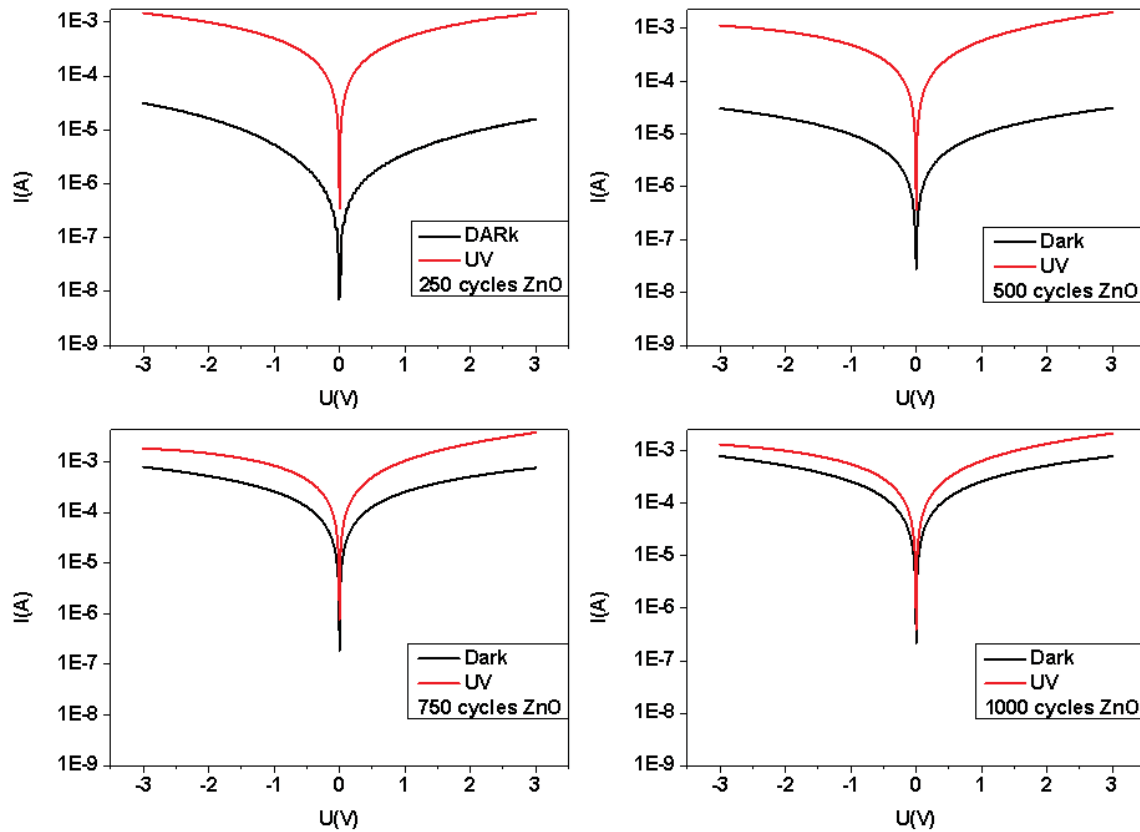 1E-3
1E-4
1E-5
1E-6
1E-7
1E-8
1E-9
I(A)
DARk
UV
250 cycles ZnO
-3 -2 -1 0 1 2 3
U(V)
1E-3
1E-4
1E-5
1E-6
1E-7
1E-8
1E-9
I(A)
Dark
UV
500 cycles ZnO
-3 -2 -1 0 1 2 3
U(V)
1E-3
1E-4
1E-5
1E-6
1E-7
1E-8
1E-9
I(A)
Dark
UV
750 cycles ZnO
-3 -2 -1 0 1 2 3
U(V)
1E-3
1E-4
1E-5
1E-6
1E-7
1E-8
1E-9
I(A)
Dark
UV
1000 cycles ZnO
-3 -2 -1 0 1 2 3
U(V)